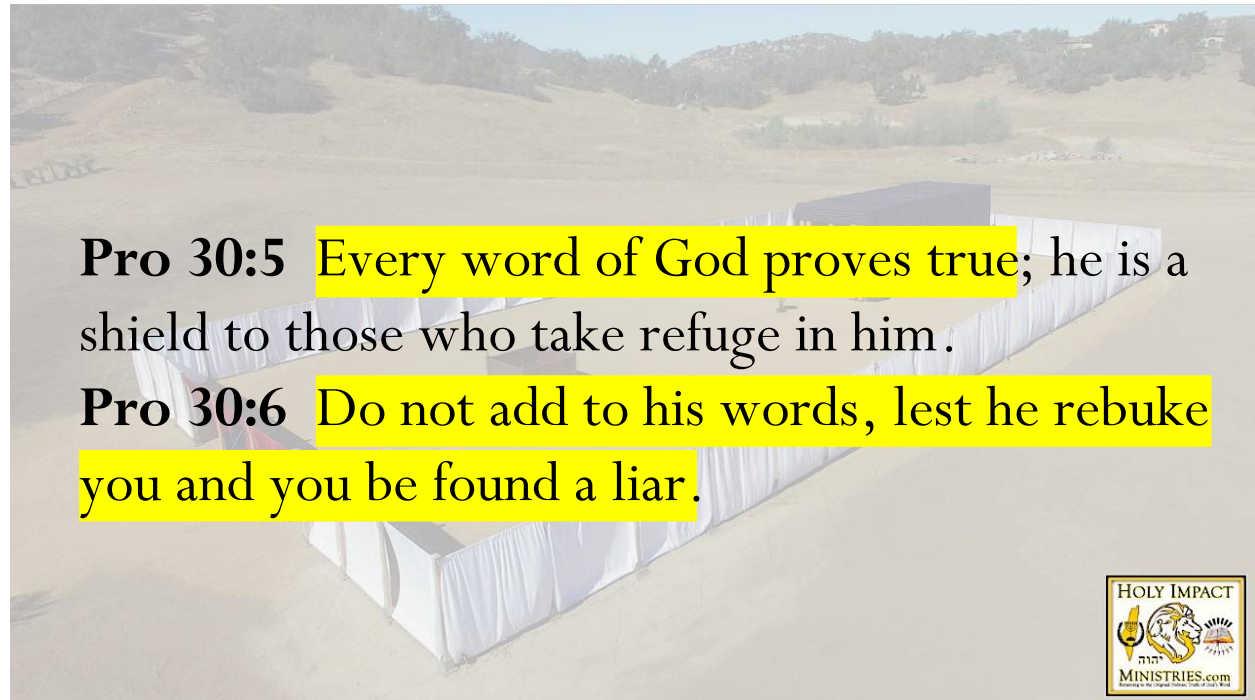 Pro 30:5 Every word of God proves true; he is a
shield to those who take refuge in him.
Pro 30:6 Do not add to his words, lest he rebuke
you and you be found a liar.
HOLY IMPACT
יהוה
MINISTRIES.com